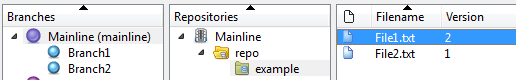 Branches
Mainline (mainline)
Branch1
Branch2
Repositories
Mainline
repo
example
Filename Version
File1.txt 2
File2.txt 1